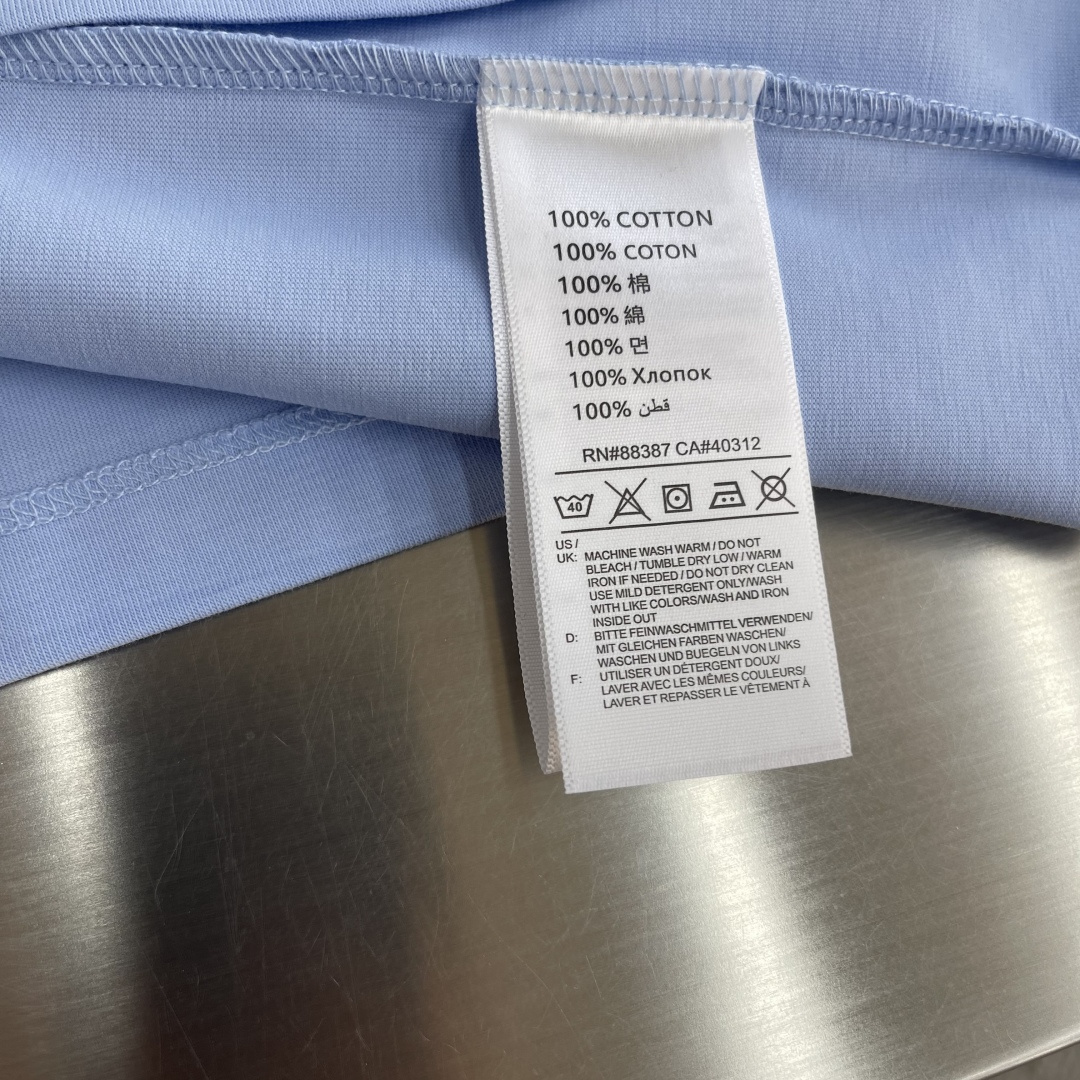 100% COTTON
100% COTON
100% 棉
100% 綿
100% 면
100% Хлопок
100% قطن
RN#88387 CA#40312
40
US /
UK: MACHINE WASH WARM / DO NOT
BLEACH / TUMBLE DRY LOW / WARM
IRON IF NEEDED / DO NOT DRY CLEAN
USE MILD DETERGENT ONLY/WASH
WITH LIKE COLORS/WASH AND IRON
INSIDE OUT
D: BITTE FEINWASCHMITTEL VERWENDEN/
MIT GLEICHEN FARBEN WASCHEN/
WASCHEN UND BUEGELN VON LINKS
F: UTILISER UN DÉTERGENT DOUX/
LAVER AVEC LES MÊMES COULEURS/
LAVER ET REPASSER LE VÊTEMENT À